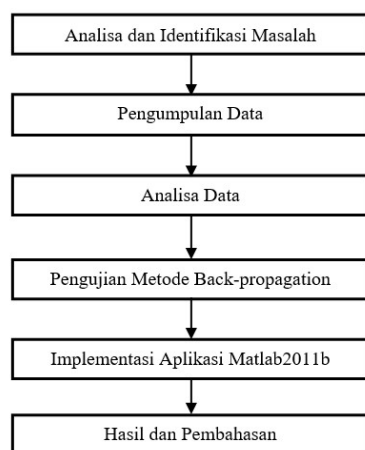 Analisa dan Identifikasi Masalah
Pengumpulan Data
Analisa Data
Pengujian Metode Back-propagation
Implementasi Aplikasi Matlab2011b
Hasil dan Pembahasan